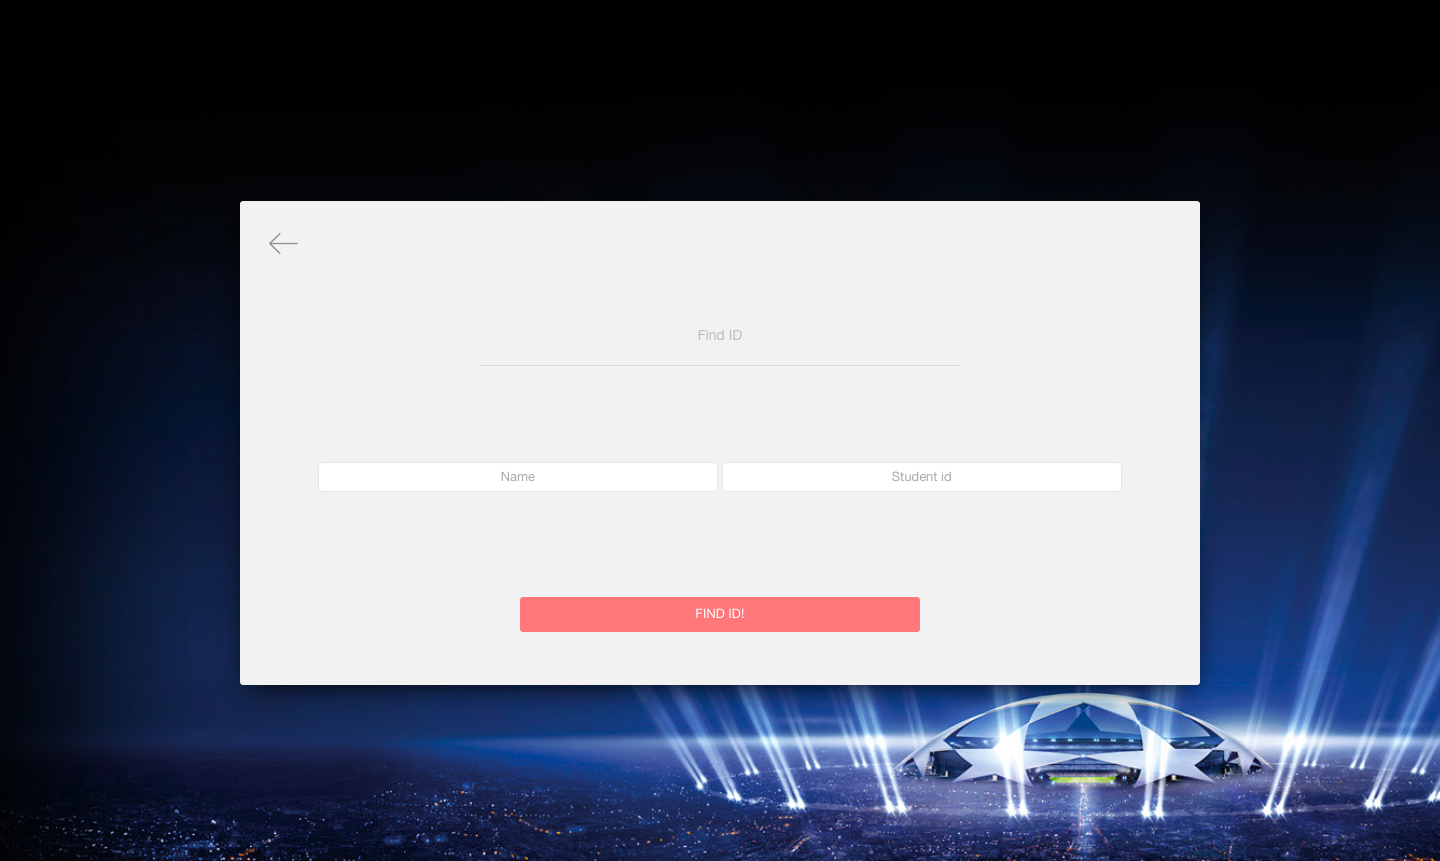 Find ID
Name
Student id
FIND ID!